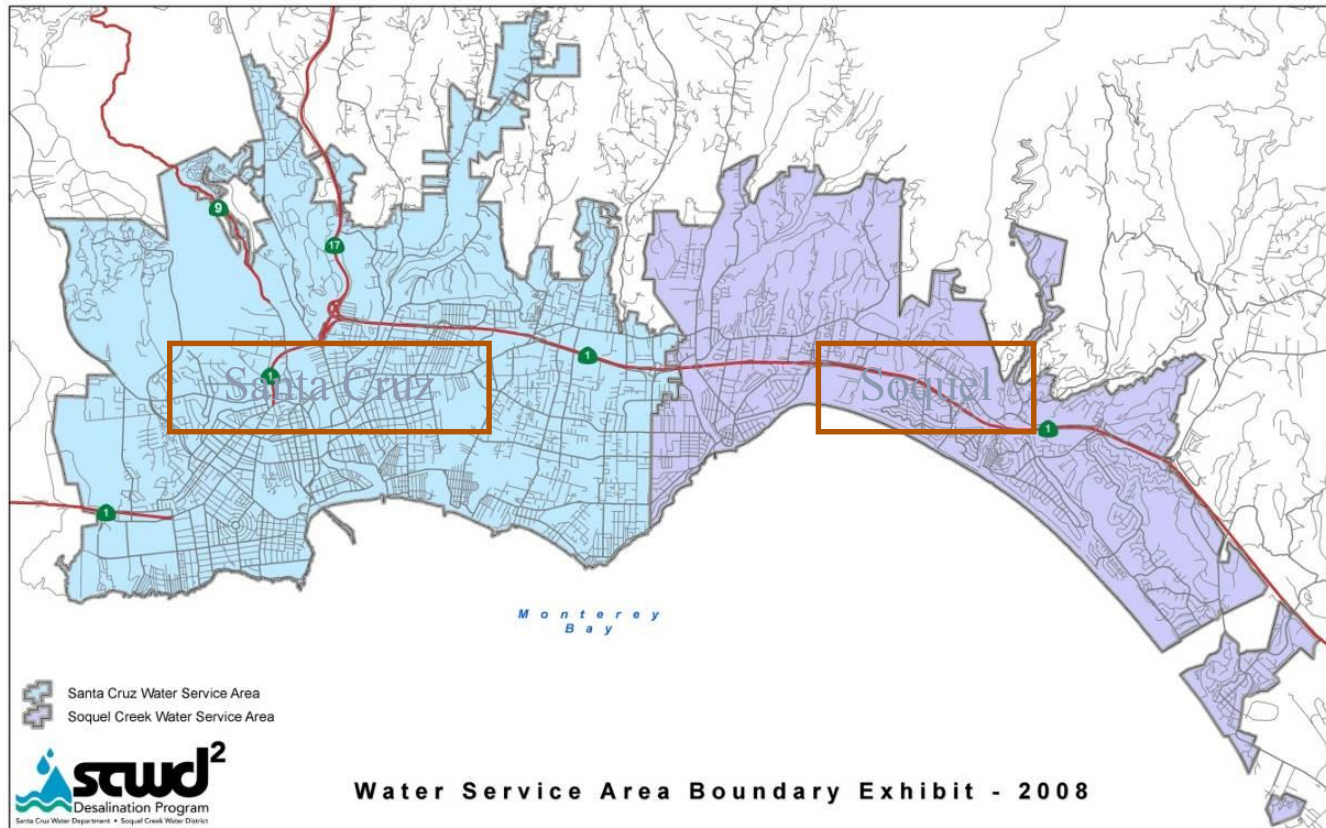 9
17
1
1
Santa Cruz
Soquel
1
1
Monterey
Bay
Santa Cruz Water Service Area
Soquel Creek Water Service Area
scwd2
Desalination Program
Santa Cruz Water Department • Soquel Creek Water District
Water Service Area Boundary Exhibit - 2008